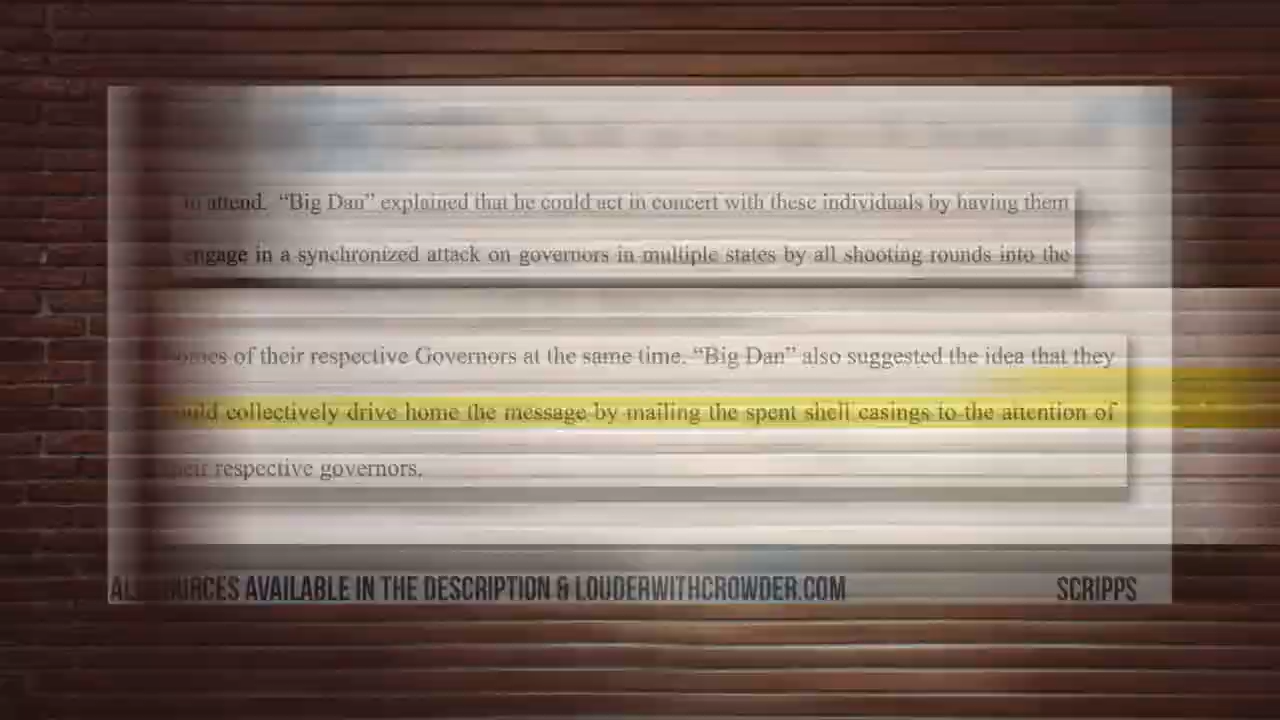 to attend. “Big Dan” explained that he could act in concert with these individuals by having them
engage in a synchronized attack on governors in multiple states by all shooting rounds into the
of their respective Governors at the same time. “Big Dan” also suggested the idea that they
collectively drive home the message by mailing the spent shell casings to the attention of
respective governors.
AVAILABLE IN THE DESCRIPTION & LOUDERWITHCROWDER.COM
SCRIPPS